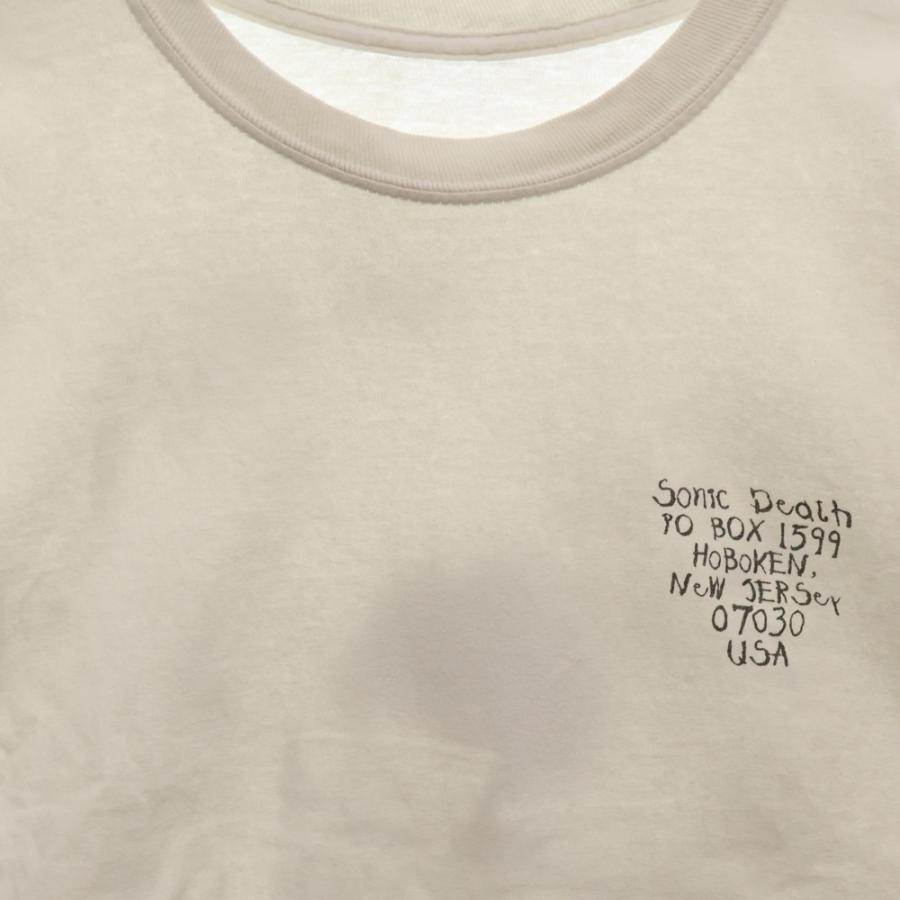 Sonic Death
PO BOX 1599
HOBOKEN,
NeW JERSey
07030
USA